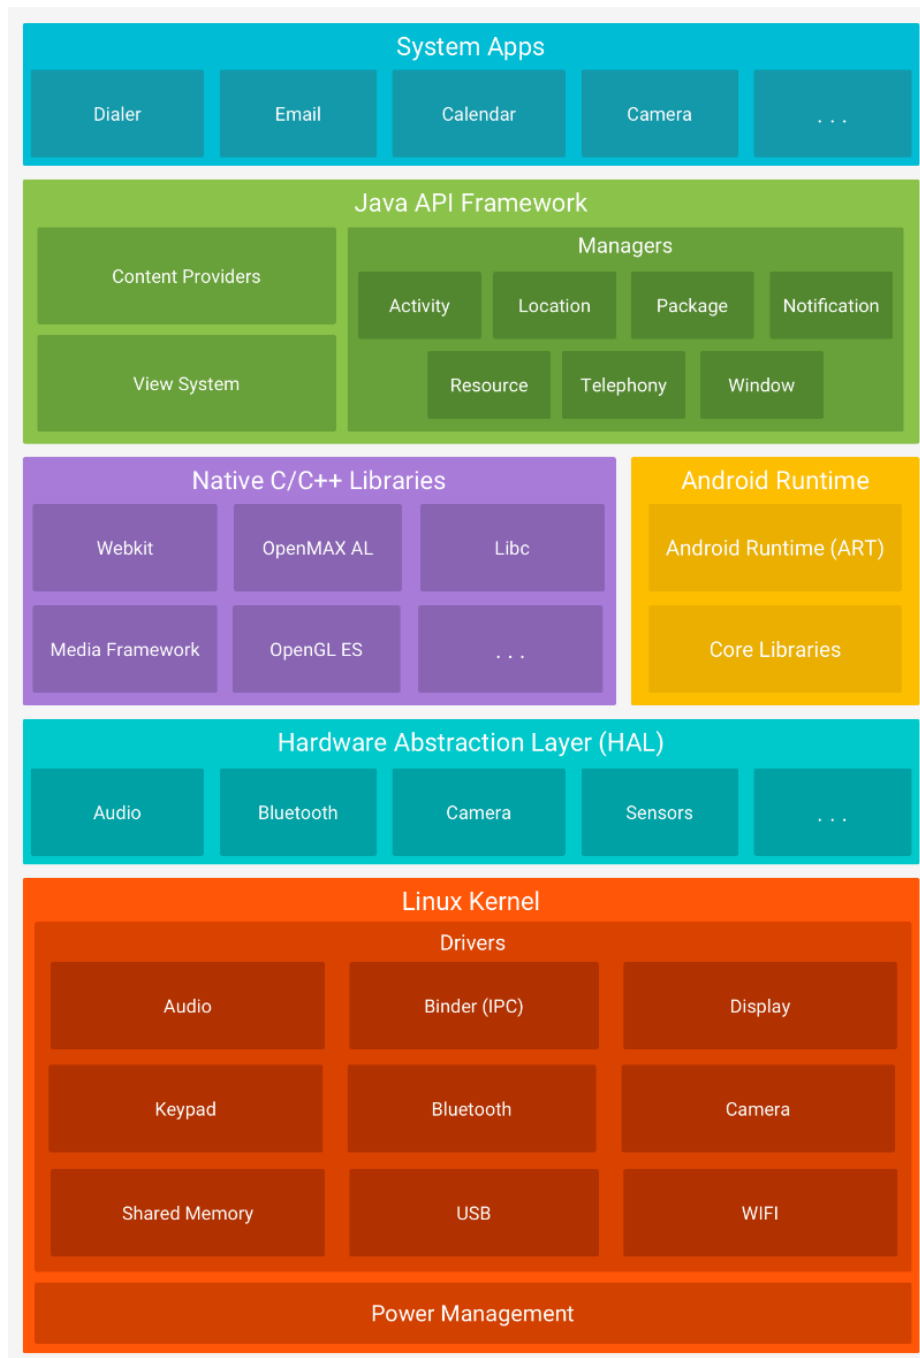 System Apps
Dialer
Email
Calendar
Camera
. . .
Java API Framework
Content Providers
View System
Managers
Activity
Location
Package
Notification
Resource
Telephony
Window
Native C/C++ Libraries
Webkit
OpenMAX AL
Libc
Media Framework
OpenGL ES
. . .
Android Runtime
Android Runtime (ART)
Core Libraries
Hardware Abstraction Layer (HAL)
Audio
Bluetooth
Camera
Sensors
. . .
Linux Kernel
Drivers
Audio
Binder (IPC)
Display
Keypad
Bluetooth
Camera
Shared Memory
USB
WIFI
Power Management